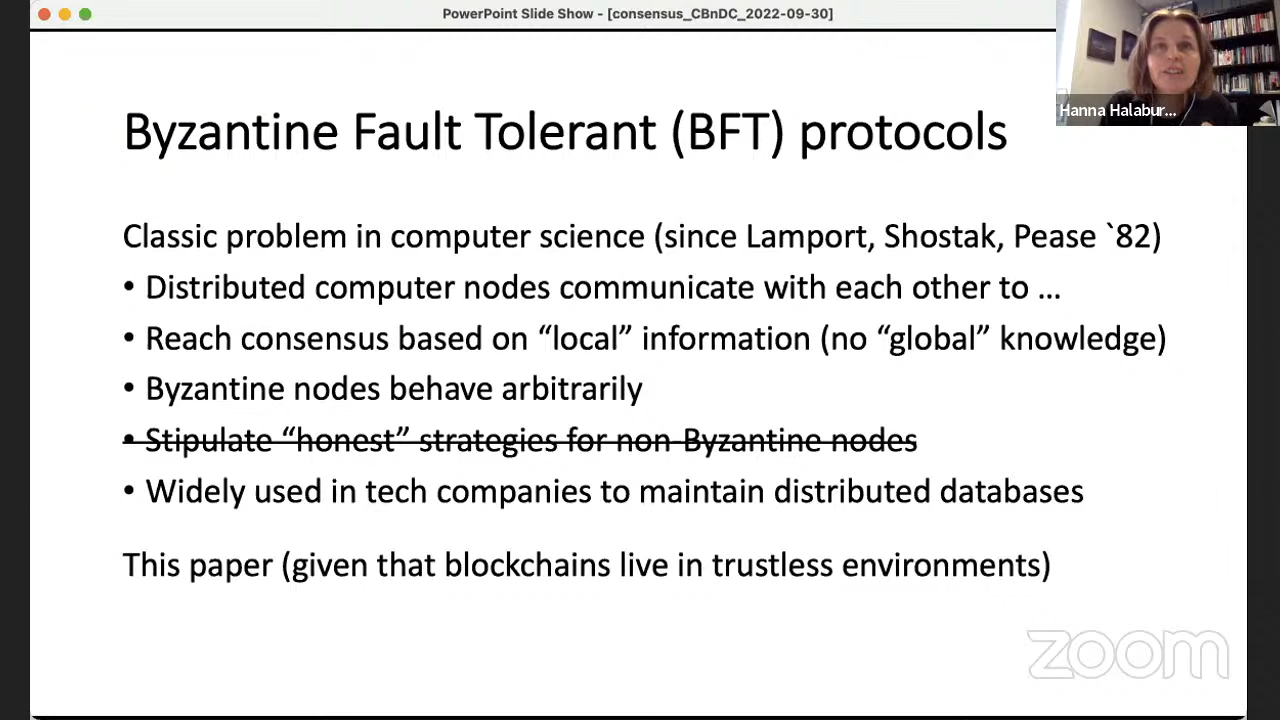 PowerPoint Slide Show - [consensus_CBnDC_2022-09-30]
Hanna Halabur...
Byzantine Fault Tolerant (BFT) protocols
Classic problem in computer science (since Lamport, Shostak, Pease `82)
• Distributed computer nodes communicate with each other to …
• Reach consensus based on “local” information (no “global” knowledge)
• Byzantine nodes behave arbitrarily
• Stipulate “honest” strategies for non-Byzantine nodes
• Widely used in tech companies to maintain distributed databases
This paper (given that blockchains live in trustless environments)
zoom